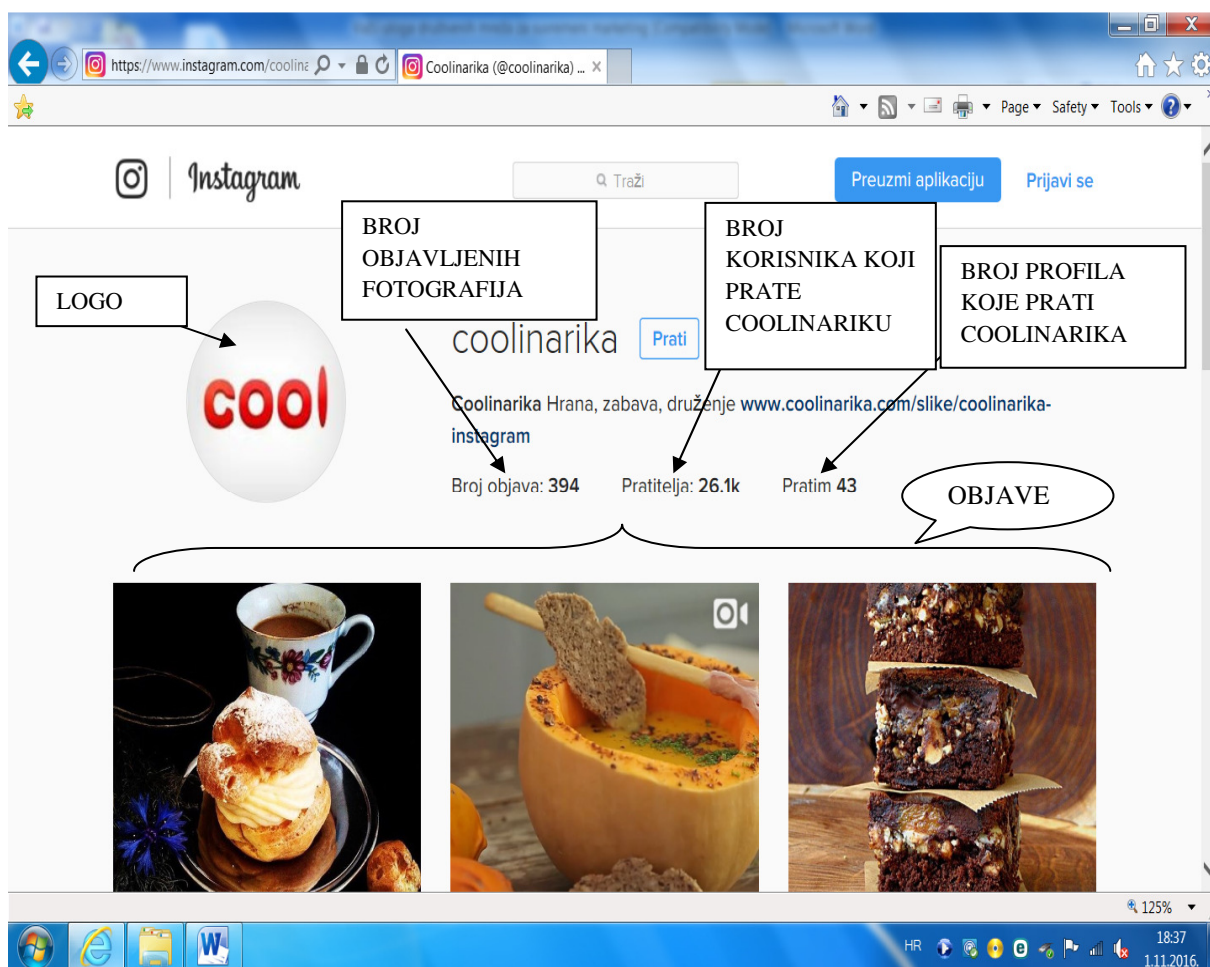 https://www.instagram.com/coolina
Coolinarika (@coolinarika) ...
Page
Safety
Tools
Instagram
Traži
Preuzmi aplikaciju
Prijavi se
BROJ
OBJAVLJENIH
FOTOGRAFIJA
BROJ
KORISNIKA KOJI
PRATE
COOLINARIKU
BROJ PROFILA
KOJE PRATI
COOLINARIKA
LOGO
cool
coolinarika
Prati
Coolinarika Hrana, zabava, druženje www.coolinarika.com/slike/coolinarika-
instagram
Broj objava: 394
Pratitelja: 26.1k
Pratim 43
OBJAVE
125%
HR
18:37
1.11.2016.